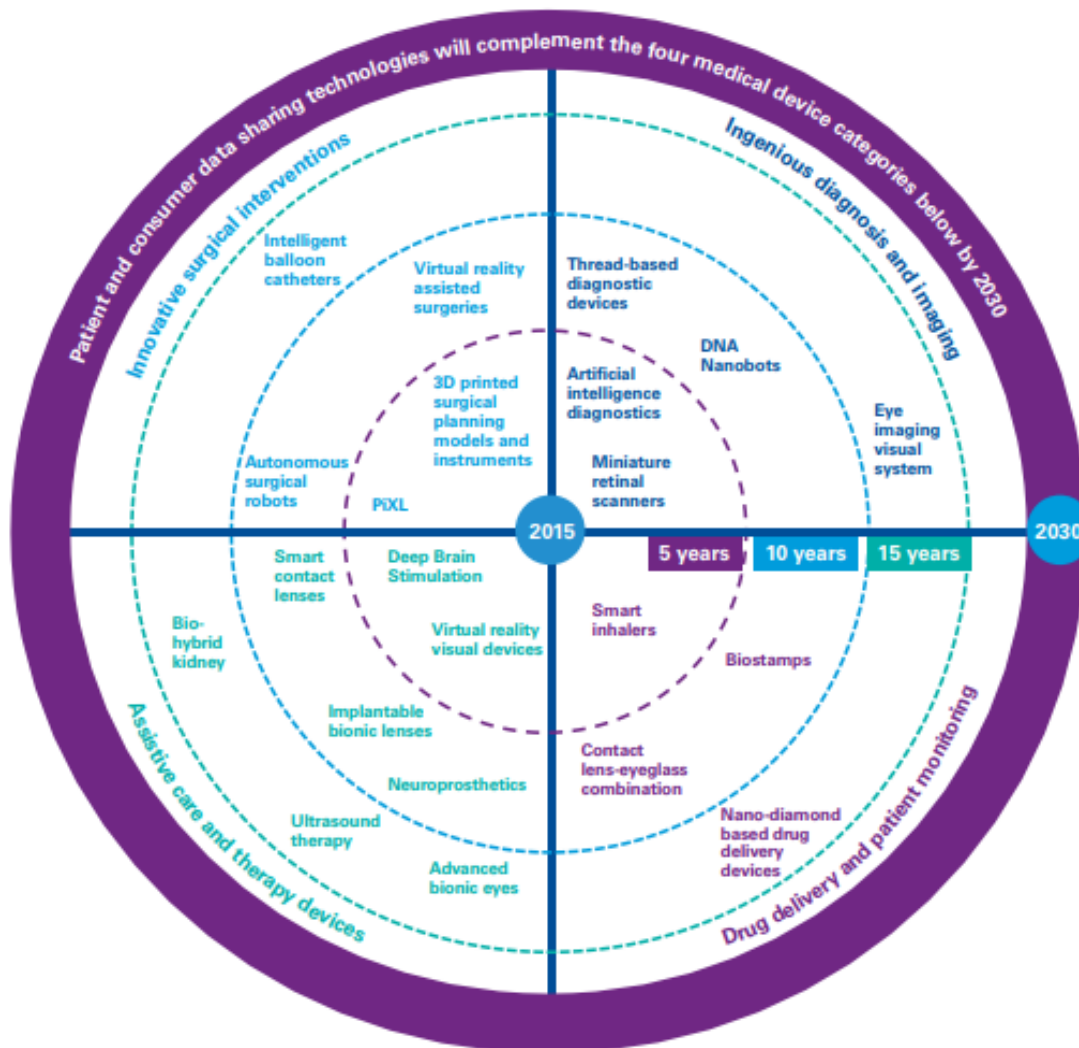 Patient and consumer data sharing technologies will complement the four medical device categories below by 2030
Innovative surgical interventions
Intelligent
balloon
catheters
Virtual reality
assisted
surgeries
3D printed
surgical
planning
models and
instruments
Autonomous
surgical
robots
PiXL
Ingenious diagnosis and imaging
Thread-based
diagnostic
devices
DNA
Nanobots
Artificial
intelligence
diagnostics
Eye
imaging
visual
system
Miniature
retinal
scanners
2015
2030
5 years
10 years
15 years
Smart
contact
lenses
Deep Brain
Stimulation
Bio-
hybrid
kidney
Virtual reality
visual devices
Implantable
bionic lenses
Neuroprosthetics
Ultrasound
therapy
Advanced
bionic eyes
Assistive care and therapy devices
Smart
inhalers
Biostamps
Contact
lens-eyeglass
combination
Nano-diamond
based drug
delivery
devices
Drug delivery and patient monitoring